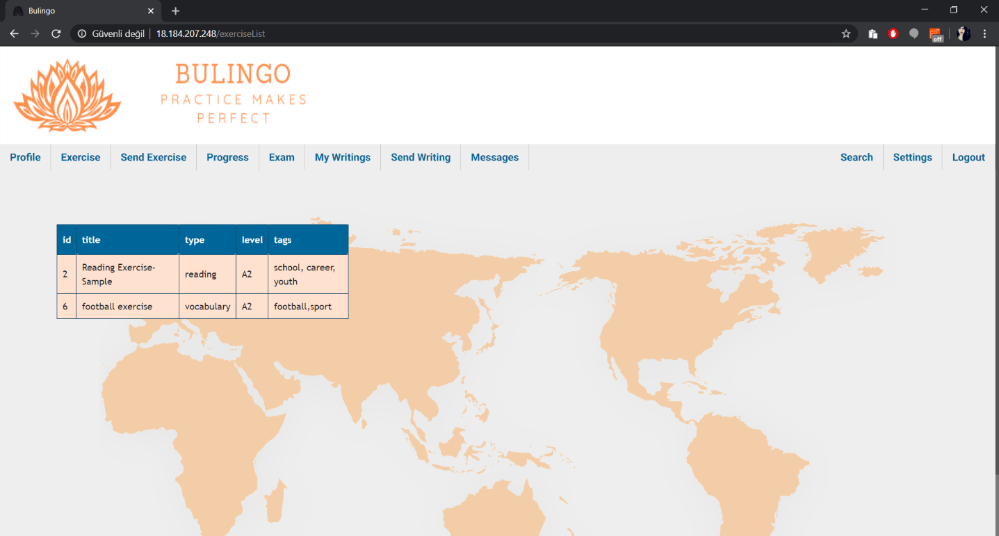 Bulingo
Güvenli değil 18.184.207.248/exerciseList
off
BULINGO
PRACTICE MAKES
PERFECT
Profile Exercise Send Exercise Progress Exam My Writings Send Writing Messages Search Settings Logout
id title type level tags
2 Reading Exercise-Sample reading A2 school, career, youth
6 football exercise vocabulary A2 football,sport